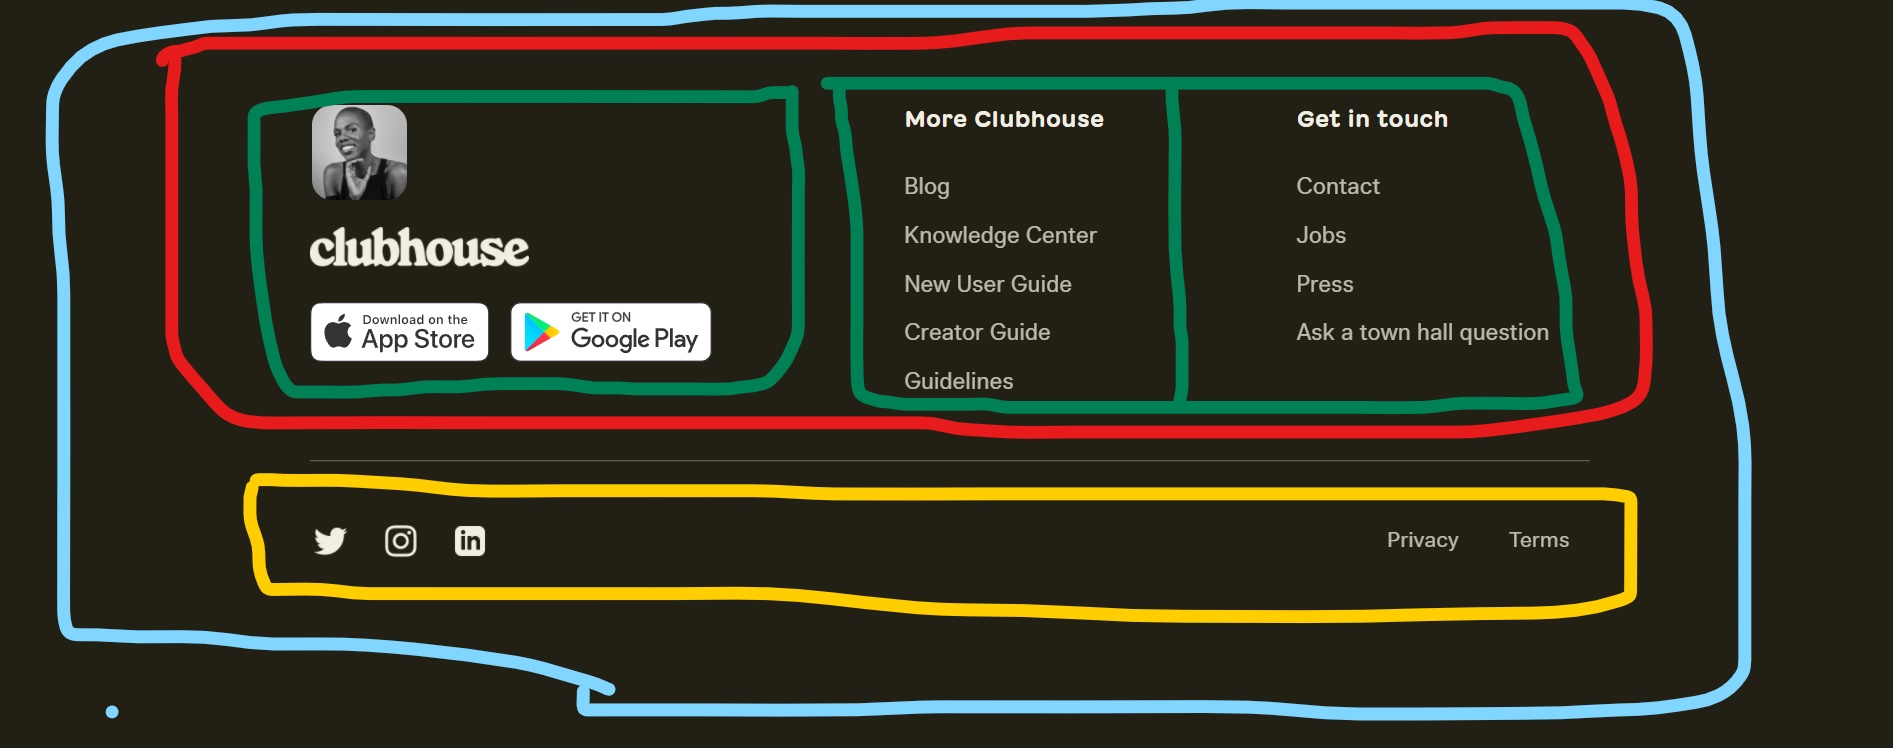 clubhouse
Download on the
App Store
GET IT ON
Google Play
More Clubhouse
Blog
Knowledge Center
New User Guide
Creator Guide
Guidelines
Get in touch
Contact
Jobs
Press
Ask a town hall question
in
Privacy
Terms